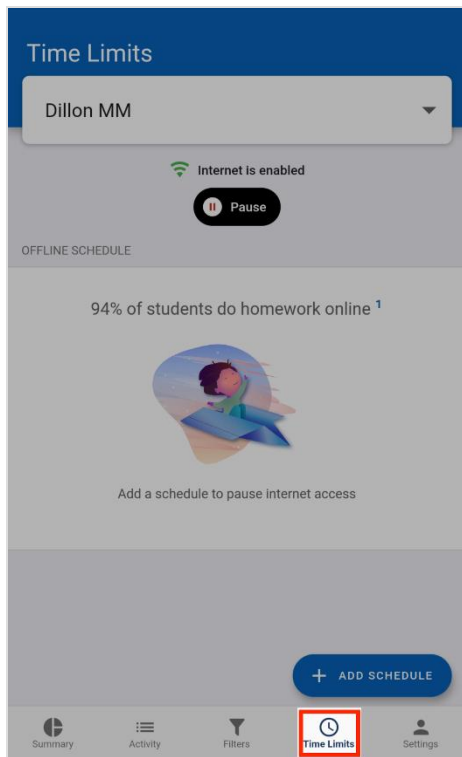 Time Limits
Dillon MM
Internet is enabled
Pause
OFFLINE SCHEDULE
94% of students do homework online 1
Add a schedule to pause internet access
+ ADD SCHEDULE
Summary Activity Filters Time Limits Settings